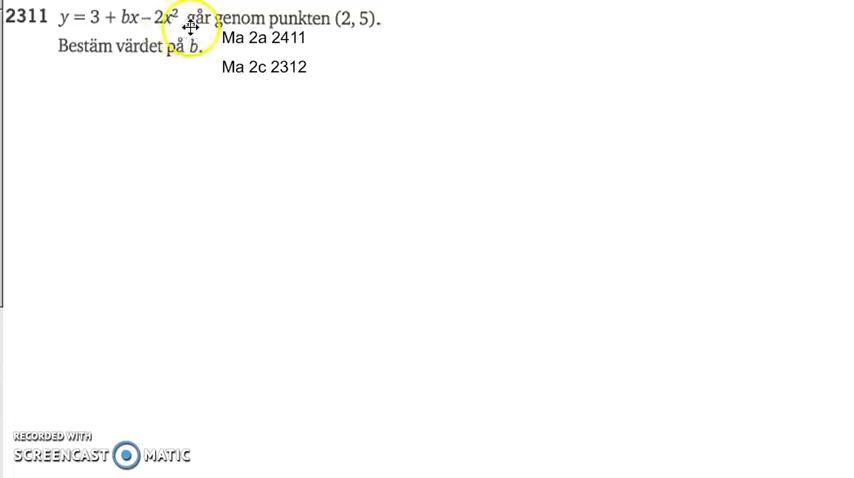 2311 y = 3 + bx – 2x² går genom punkten (2, 5).
Bestäm värdet på b.
Ma 2a 2411
Ma 2c 2312
RECORDED WITH
SCREENCAST MATIC